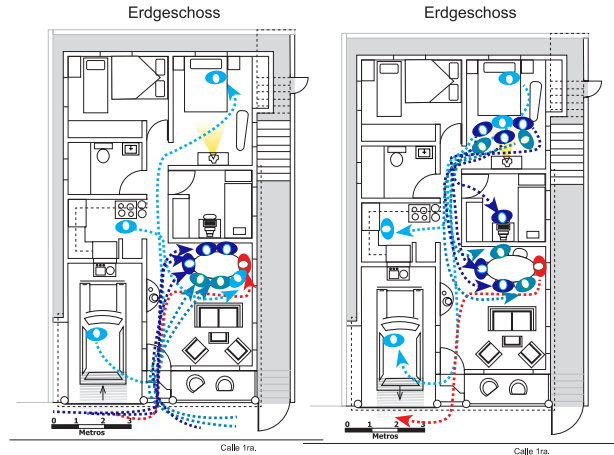 Erdgeschoss
Erdgeschoss
0 1 2 3
Metros
Calle 1ra.
0 1 2 3
Metros
Calle 1ra.